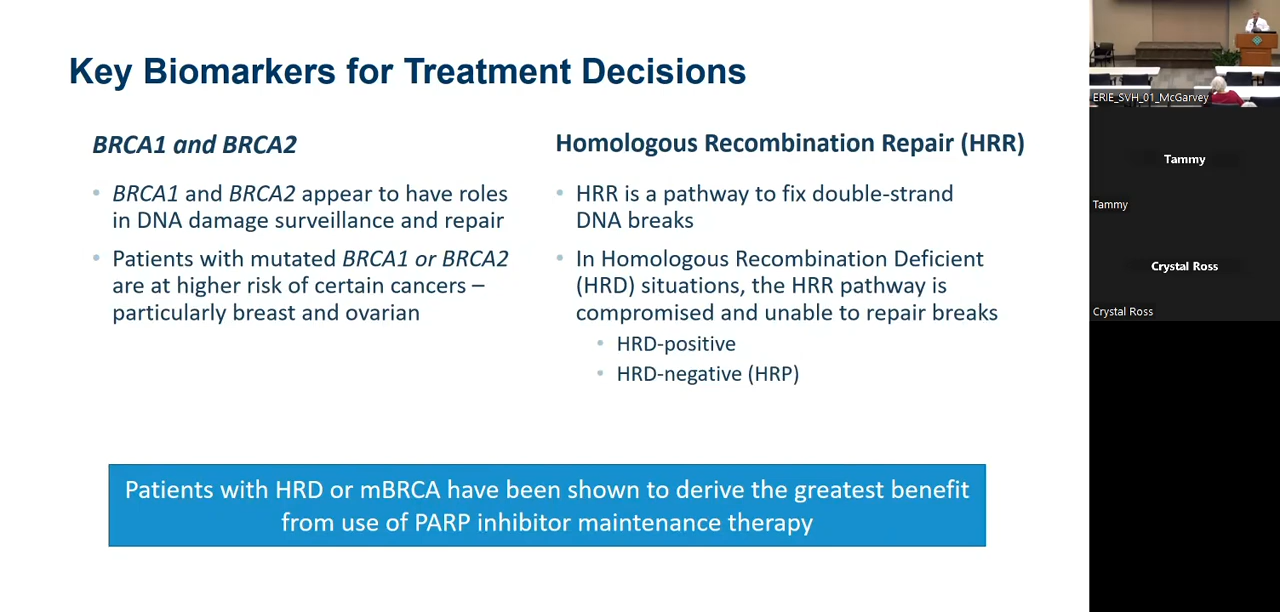 Key Biomarkers for Treatment Decisions
BRCA1 and BRCA2
• BRCA1 and BRCA2 appear to have roles
in DNA damage surveillance and repair
• Patients with mutated BRCA1 or BRCA2
are at higher risk of certain cancers –
particularly breast and ovarian
Homologous Recombination Repair (HRR)
• HRR is a pathway to fix double-strand
DNA breaks
• In Homologous Recombination Deficient
(HRD) situations, the HRR pathway is
compromised and unable to repair breaks
• HRD-positive
• HRD-negative (HRP)
Patients with HRD or mBRCA have been shown to derive the greatest benefit
from use of PARP inhibitor maintenance therapy
ERIE_SVH_01_McGarvey
Tammy
Tammy
Crystal Ross
Crystal Ross